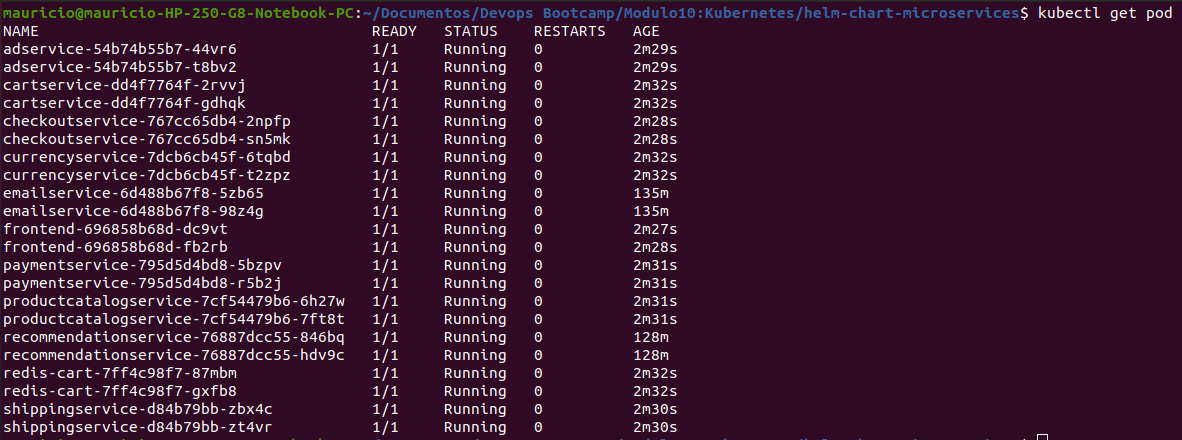 mauricio@mauricio-HP-250-G8-Notebook-PC:~/Documentos/Devops Bootcamp/Modulo10:Kubernetes/helm-chart-microservices$ kubectl get pod
NAME READY STATUS RESTARTS AGE
adservice-54b74b55b7-44vr6 1/1 Running 0 2m29s
adservice-54b74b55b7-t8bv2 1/1 Running 0 2m29s
cartservice-dd4f7764f-2rvvj 1/1 Running 0 2m32s
cartservice-dd4f7764f-gdhqk 1/1 Running 0 2m32s
checkoutservice-767cc65db4-2npfp 1/1 Running 0 2m28s
checkoutservice-767cc65db4-sn5mk 1/1 Running 0 2m28s
currencyservice-7dcb6cb45f-6tqbd 1/1 Running 0 2m32s
currencyservice-7dcb6cb45f-t2zpz 1/1 Running 0 2m32s
emailservice-6d488b67f8-5zb65 1/1 Running 0 135m
emailservice-6d488b67f8-98z4g 1/1 Running 0 135m
frontend-696858b68d-dc9vt 1/1 Running 0 2m27s
frontend-696858b68d-fb2rb 1/1 Running 0 2m28s
paymentservice-795d5d4bd8-5bzpv 1/1 Running 0 2m31s
paymentservice-795d5d4bd8-r5b2j 1/1 Running 0 2m31s
productcatalogservice-7cf54479b6-6h27w 1/1 Running 0 2m31s
productcatalogservice-7cf54479b6-7ft8t 1/1 Running 0 2m31s
recommendationservice-76887dcc55-846bq 1/1 Running 0 128m
recommendationservice-76887dcc55-hdv9c 1/1 Running 0 128m
redis-cart-7ff4c98f7-87mbm 1/1 Running 0 2m32s
redis-cart-7ff4c98f7-gxfb8 1/1 Running 0 2m32s
shippingservice-d84b79bb-zbx4c 1/1 Running 0 2m30s
shippingservice-d84b79bb-zt4vr 1/1 Running 0 2m30s